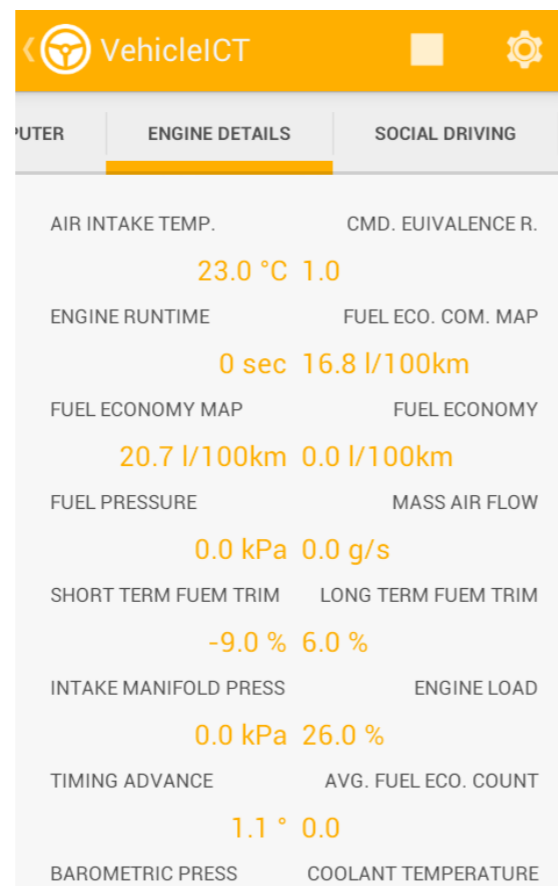 VehicleICT
PUTER ENGINE DETAILS SOCIAL DRIVING
AIR INTAKE TEMP. CMD. EUIVALENCE R.
23.0 °C 1.0
ENGINE RUNTIME FUEL ECO. COM. MAP
0 sec 16.8 l/100km
FUEL ECONOMY MAP FUEL ECONOMY
20.7 l/100km 0.0 l/100km
FUEL PRESSURE MASS AIR FLOW
0.0 kPa 0.0 g/s
SHORT TERM FUEM TRIM LONG TERM FUEM TRIM
-9.0 % 6.0 %
INTAKE MANIFOLD PRESS ENGINE LOAD
0.0 kPa 26.0 %
TIMING ADVANCE AVG. FUEL ECO. COUNT
1.1 ° 0.0
BAROMETRIC PRESS COOLANT TEMPERATURE